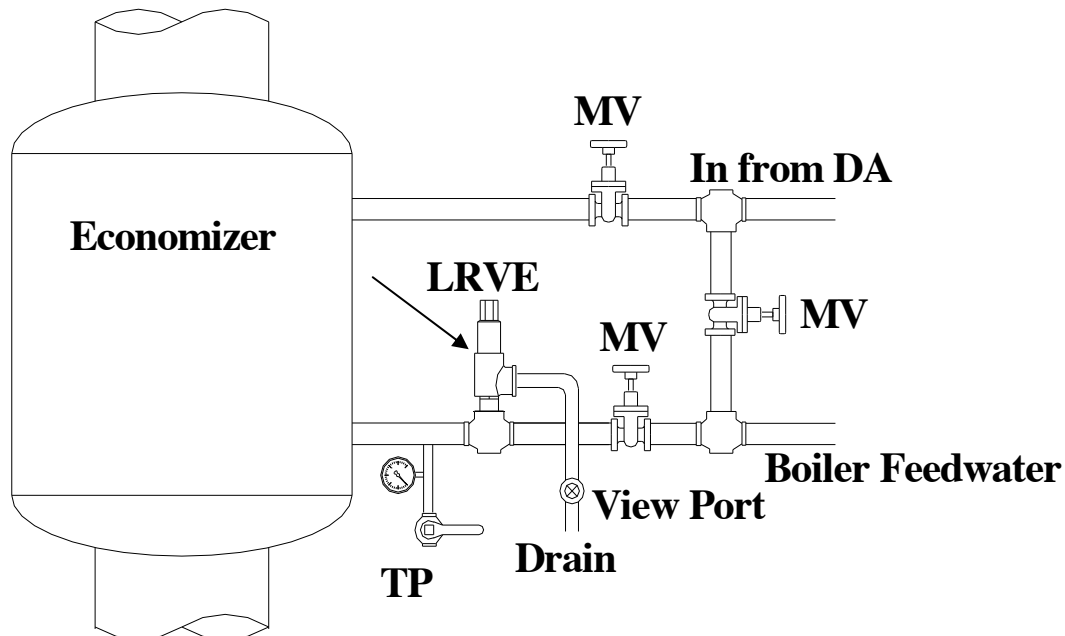 MV
In from DA
Economizer
LRVE
MV
MV
Boiler Feedwater
View Port
Drain
TP